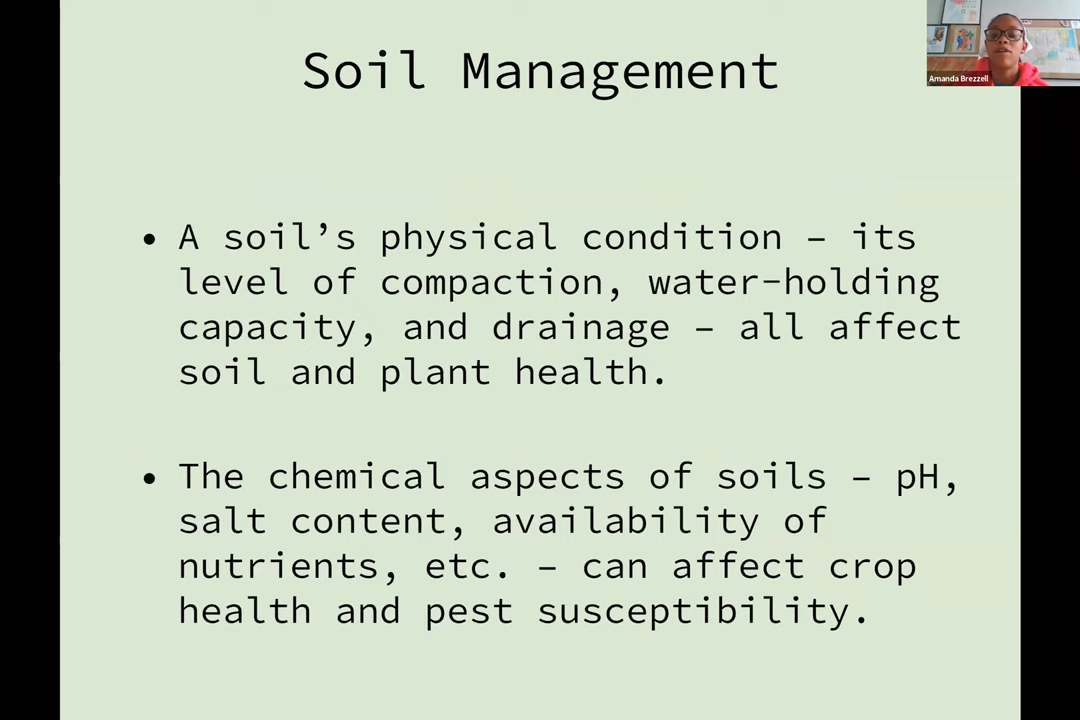 Soil Management
Amanda Brezzell
• A soil’s physical condition – its
level of compaction, water-holding
capacity, and drainage – all affect
soil and plant health.
• The chemical aspects of soils – pH,
salt content, availability of
nutrients, etc. – can affect crop
health and pest susceptibility.